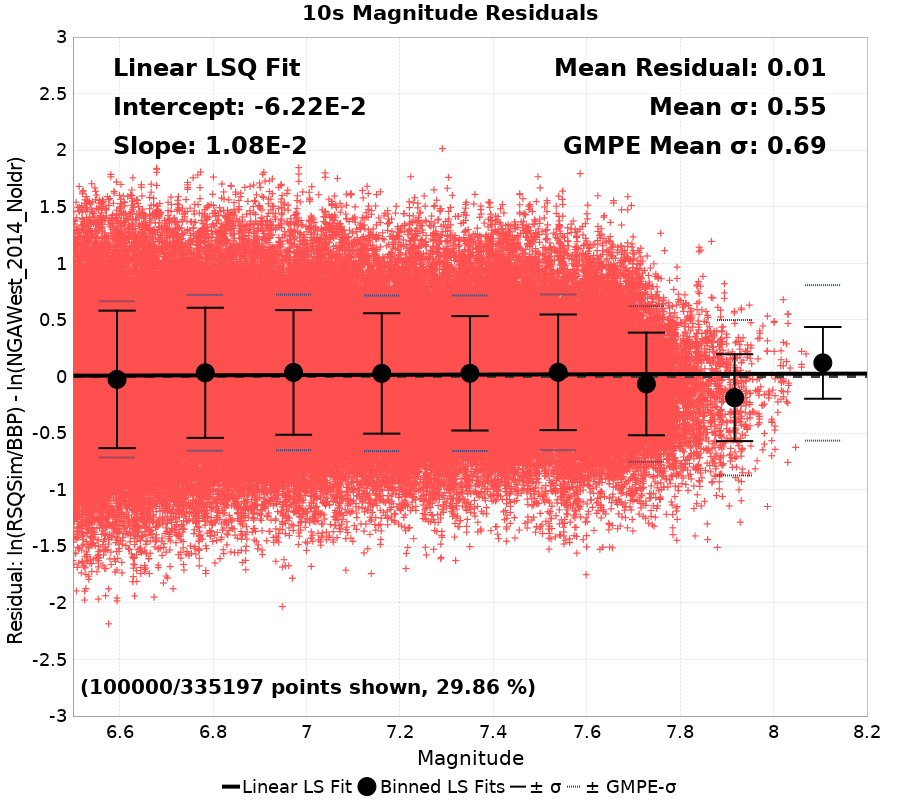 10s Magnitude Residuals
Linear LSQ Fit
Intercept: -6.22E-2
Slope: 1.08E-2
Mean Residual: 0.01
Mean σ: 0.55
GMPE Mean σ: 0.69
Residual: ln(RSQSim/BBP) - ln(NGAWest_2014_NoIdr)
3
2.5
2
1.5
1
0.5
0
-0.5
-1
-1.5
-2
-2.5
-3
(100000/335197 points shown, 29.86 %)
6.6 6.8 7 7.2 7.4 7.6 7.8 8 8.2
Magnitude
Linear LS Fit Binned LS Fits ± σ ± GMPE-σ